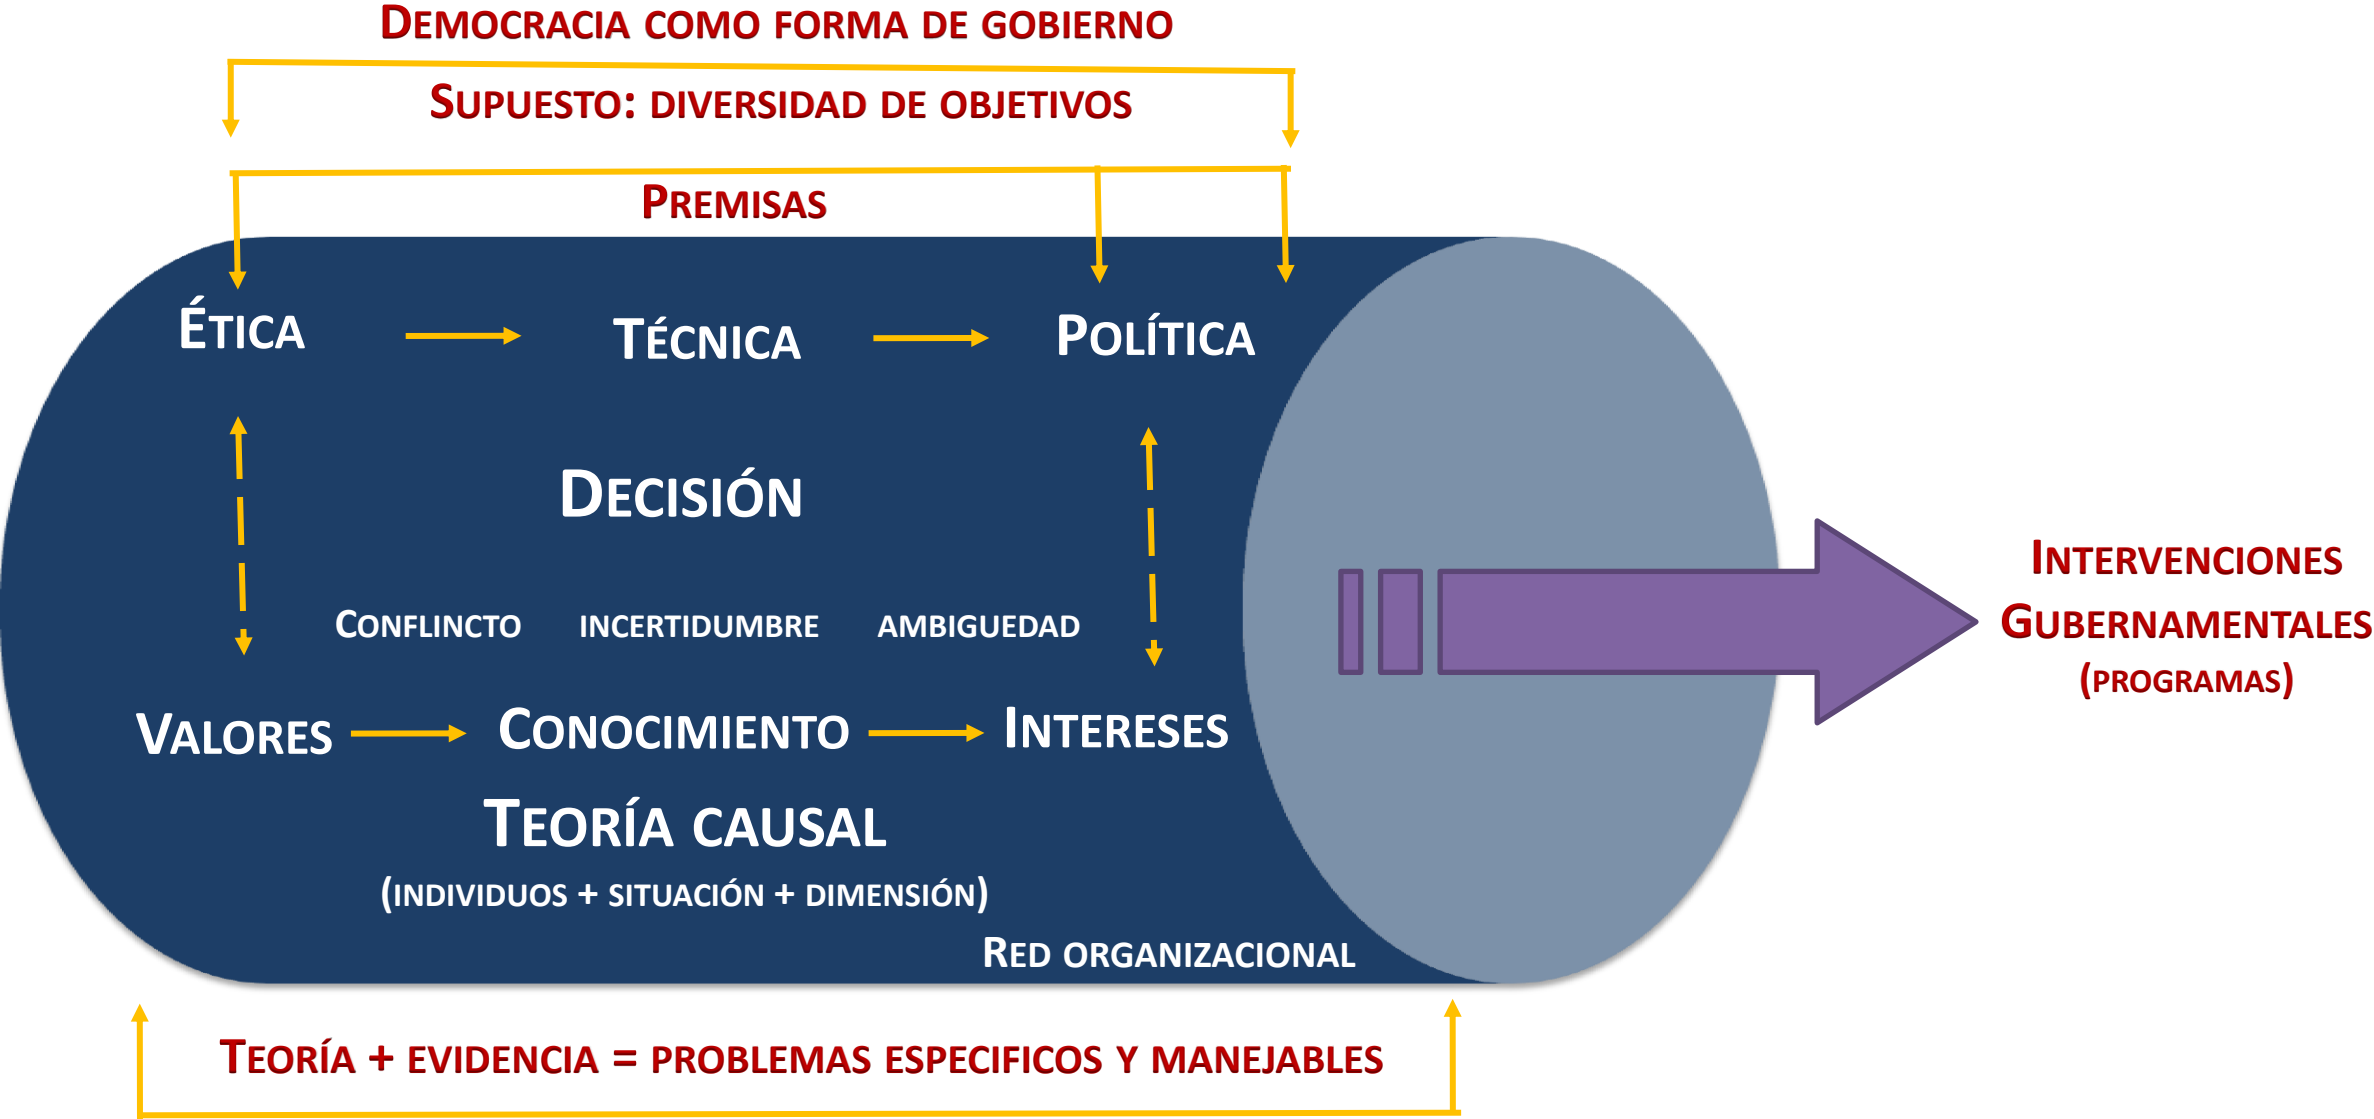 DEMOCRACIA COMO FORMA DE GOBIERNO
SUPUESTO: DIVERSIDAD DE OBJETIVOS
PREMISAS
ÉTICA
TÉCNICA
POLÍTICA
DECISIÓN
CONFLINCTO INCERTIDUMBRE AMBIGUEDAD
VALORES
CONOCIMIENTO
INTERESES
TEORÍA CAUSAL
(INDIVIDUOS + SITUACIÓN + DIMENSIÓN)
RED ORGANIZACIONAL
INTERVENCIONES
GUBERNAMENTALES
(PROGRAMAS)
TEORÍA + EVIDENCIA = PROBLEMAS ESPECIFICOS Y MANEJABLES